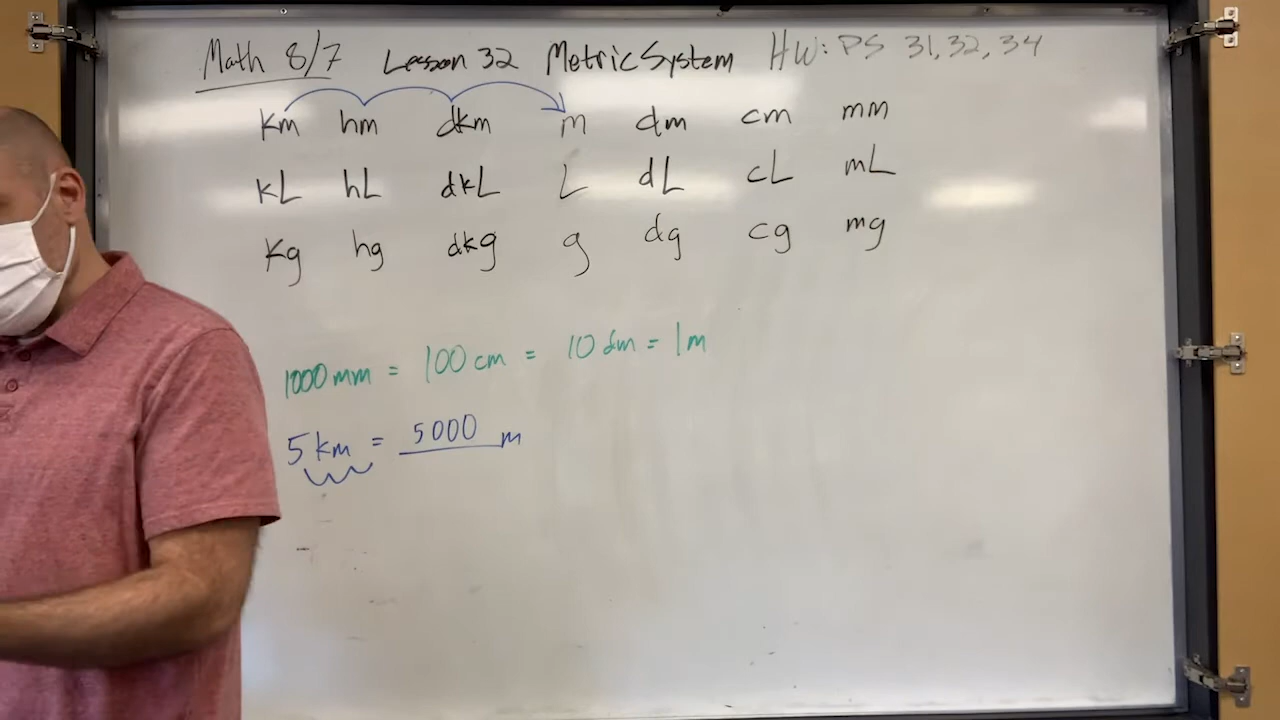 Math 8/7 Lesson 32 Metric System HW: PS 31, 32, 34
km hm dkm m dm cm mm
kL hL dkL L dL cL mL
kg hg dkg g dg cg mg
1000 mm = 100 cm = 10 dm = 1 m
5 km = 5000 m